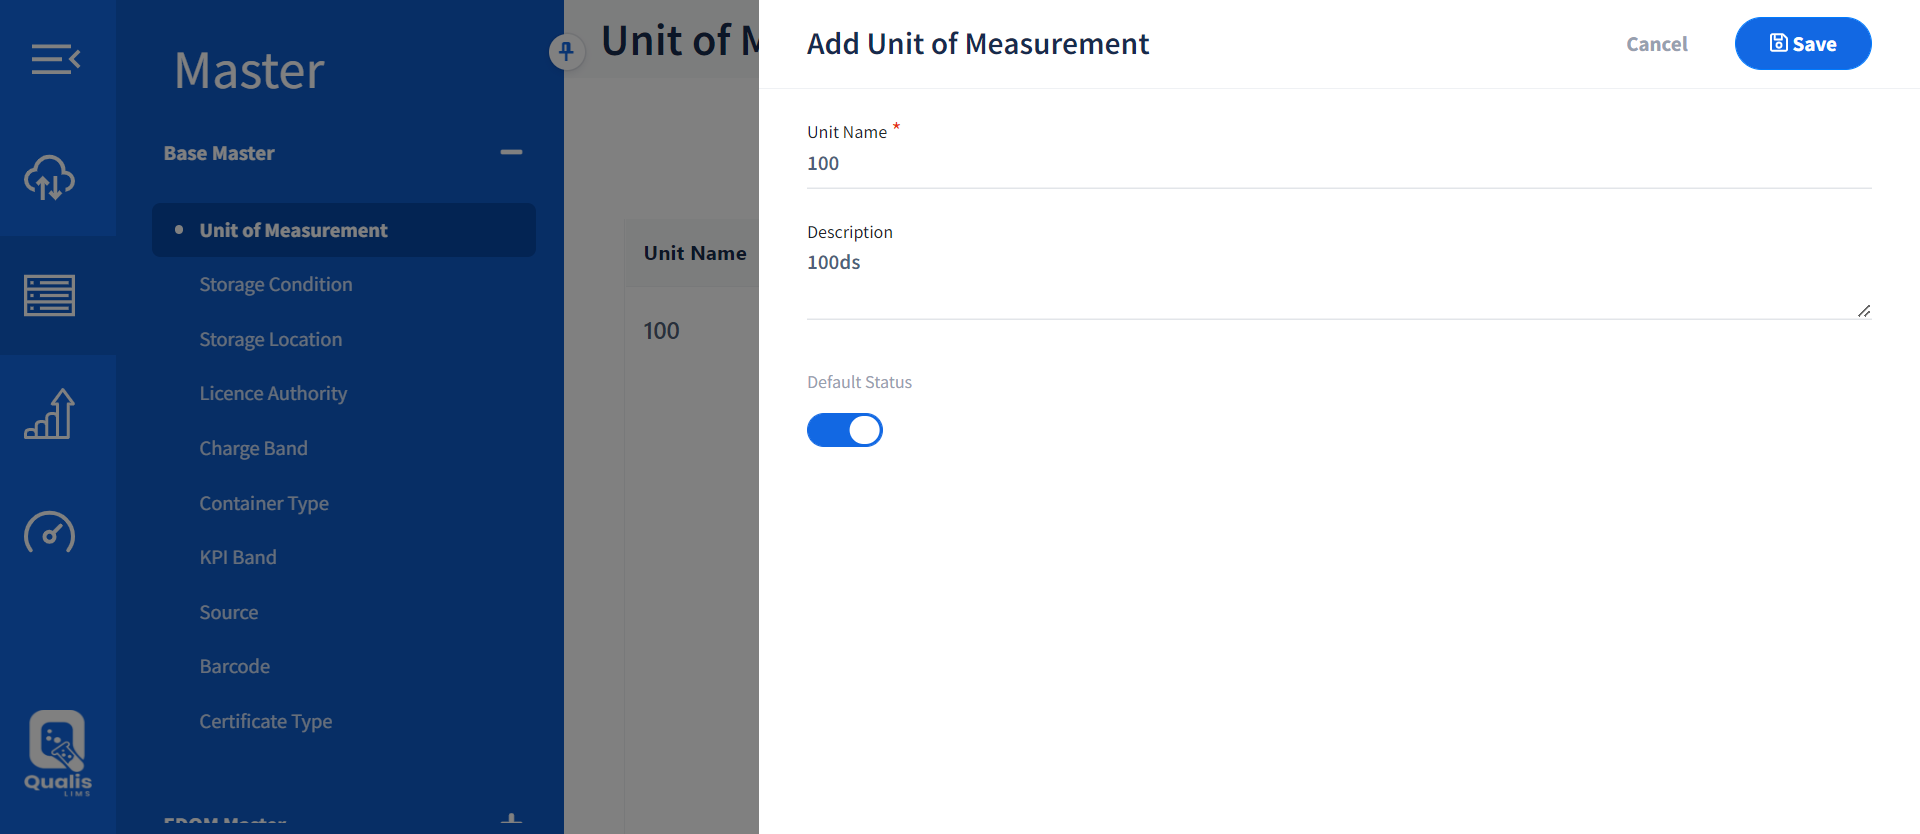 Master
Base Master
Unit of Measurement
Storage Condition
Storage Location
Licence Authority
Charge Band
Container Type
KPI Band
Source
Barcode
Certificate Type
Qualis
LIMS
Unit of
Unit Name
100
Add Unit of Measurement
Cancel
Save
Unit Name *
100
Description
100ds
Default Status